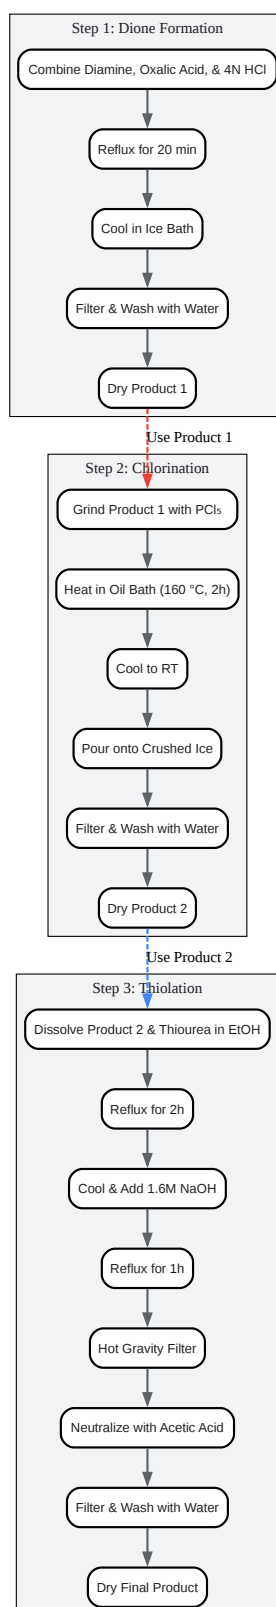 Step 1: Dione Formation
Combine Diamine, Oxalic Acid, & 4N HCl
Reflux for 20 min
Cool in Ice Bath
Filter & Wash with Water
Dry Product 1
Use Product 1
Step 2: Chlorination
Grind Product 1 with PCl₅
Heat in Oil Bath (160 °C, 2h)
Cool to RT
Pour onto Crushed Ice
Filter & Wash with Water
Dry Product 2
Use Product 2
Step 3: Thiolation
Dissolve Product 2 & Thiourea in EtOH
Reflux for 2h
Cool & Add 1.6M NaOH
Reflux for 1h
Hot Gravity Filter
Neutralize with Acetic Acid
Filter & Wash with Water
Dry Final Product